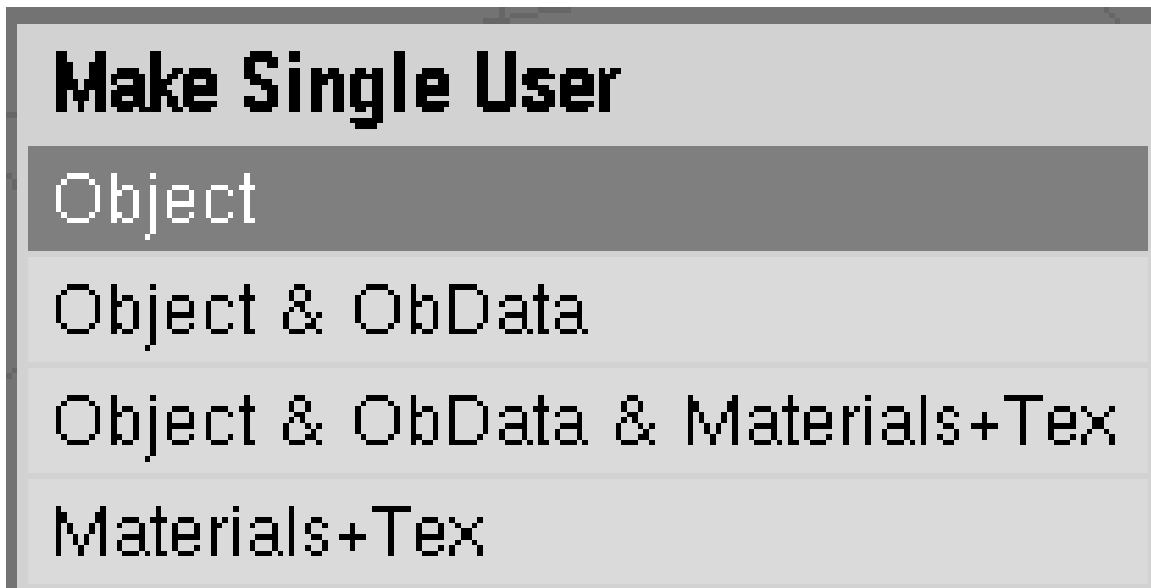 Make Single User
Object
Object & ObData
Object & ObData & Materials+Tex
Materials+Tex